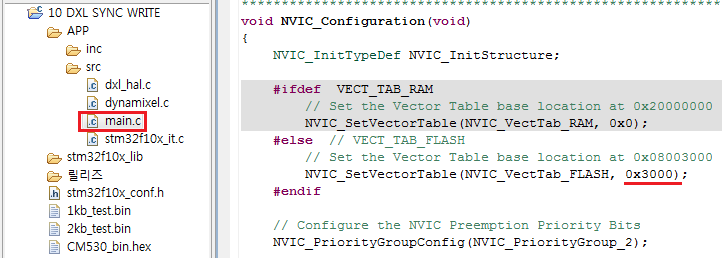 10 DXL SYNC WRITE
APP
inc
src
dxl_hal.c
dynamixel.c
main.c
stm32f10x_it.c
stm32f10x_lib
릴리즈
stm32f10x_conf.h
1kb_test.bin
2kb_test.bin
CM530_bin.hex
*******************************************************
void NVIC_Configuration(void)
{
NVIC_InitTypeDef NVIC_InitStructure;
#ifdef  VECT_TAB_RAM
// Set the Vector Table base location at 0x20000000
NVIC_SetVectorTable(NVIC_VectTab_RAM, 0x0);
#else  // VECT_TAB_FLASH
// Set the Vector Table base location at 0x08003000
NVIC_SetVectorTable(NVIC_VectTab_FLASH, 0x3000);
#endif
// Configure the NVIC Preemption Priority Bits
NVIC_PriorityGroupConfig(NVIC_PriorityGroup_2);